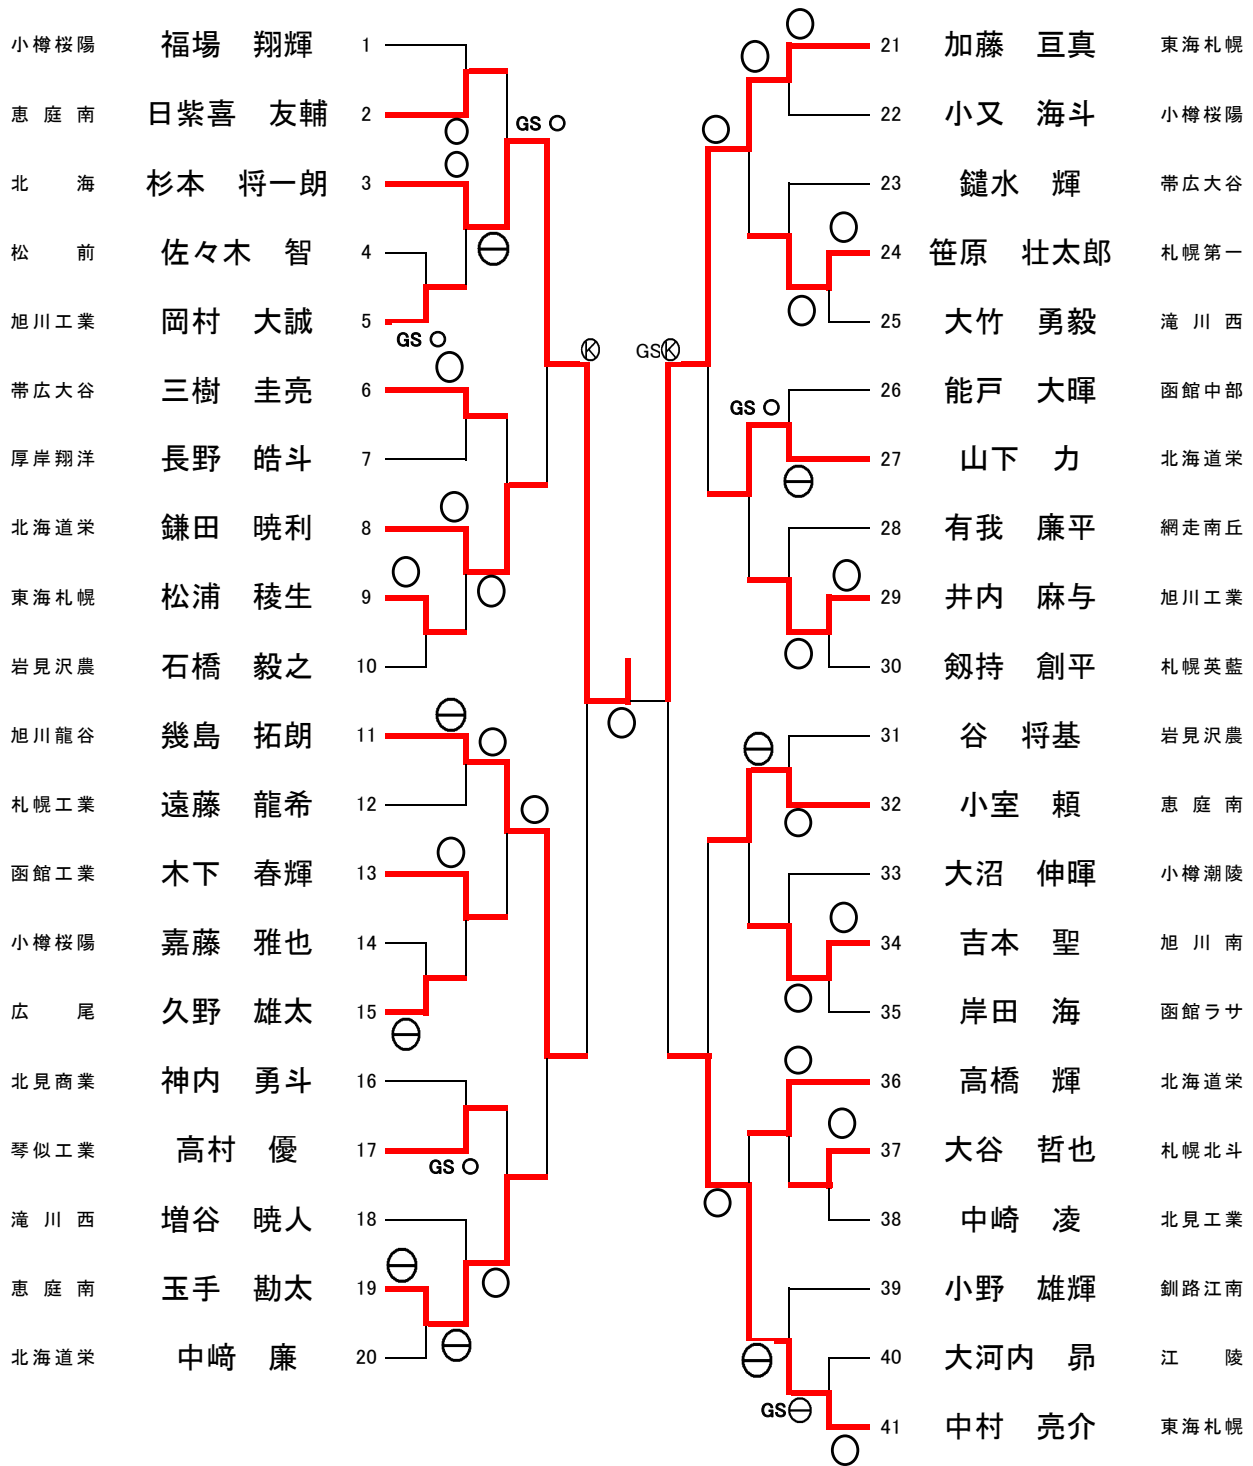 小樽桜陽 福場 翔輝 1
恵庭南 日紫喜 友輔 2
GS
北海 杉本 将一朗 3
松前 佐々木 智 4
旭川工業 岡村 大誠 5
GS
帯広大谷 三樹 圭亮 6
厚岸翔洋 長野 皓斗 7
北海道栄 鎌田 暁利 8
東海札幌 松浦 稜生 9
岩見沢農 石橋 毅之 10
旭川龍谷 幾島 拓朗 11
札幌工業 遠藤 龍希 12
函館工業 木下 春輝 13
小樽桜陽 嘉藤 雅也 14
広尾 久野 雄太 15
北見商業 神内 勇斗 16
琴似工業 高村 優 17
GS
滝川西 増谷 暁人 18
恵庭南 玉手 勘太 19
北海道栄 中﨑 廉 20
Ⓚ
GSⓀ
21 加藤 亘真 東海札幌
22 小又 海斗 小樽桜陽
23 鑓水 輝 帯広大谷
24 笹原 壮太郎 札幌第一
25 大竹 勇毅 滝川西
26 能戸 大暉 函館中部
GS
27 山下 力 北海道栄
28 有我 廉平 網走南丘
29 井内 麻与 旭川工業
30 剱持 創平 札幌英藍
31 谷 将基 岩見沢農
32 小室 頼 恵庭南
33 大沼 伸暉 小樽潮陵
34 吉本 聖 旭川南
35 岸田 海 函館ラサ
36 高橋 輝 北海道栄
37 大谷 哲也 札幌北斗
38 中崎 凌 北見工業
39 小野 雄輝 釧路江南
40 大河内 昴 江陵
GS
41 中村 亮介 東海札幌